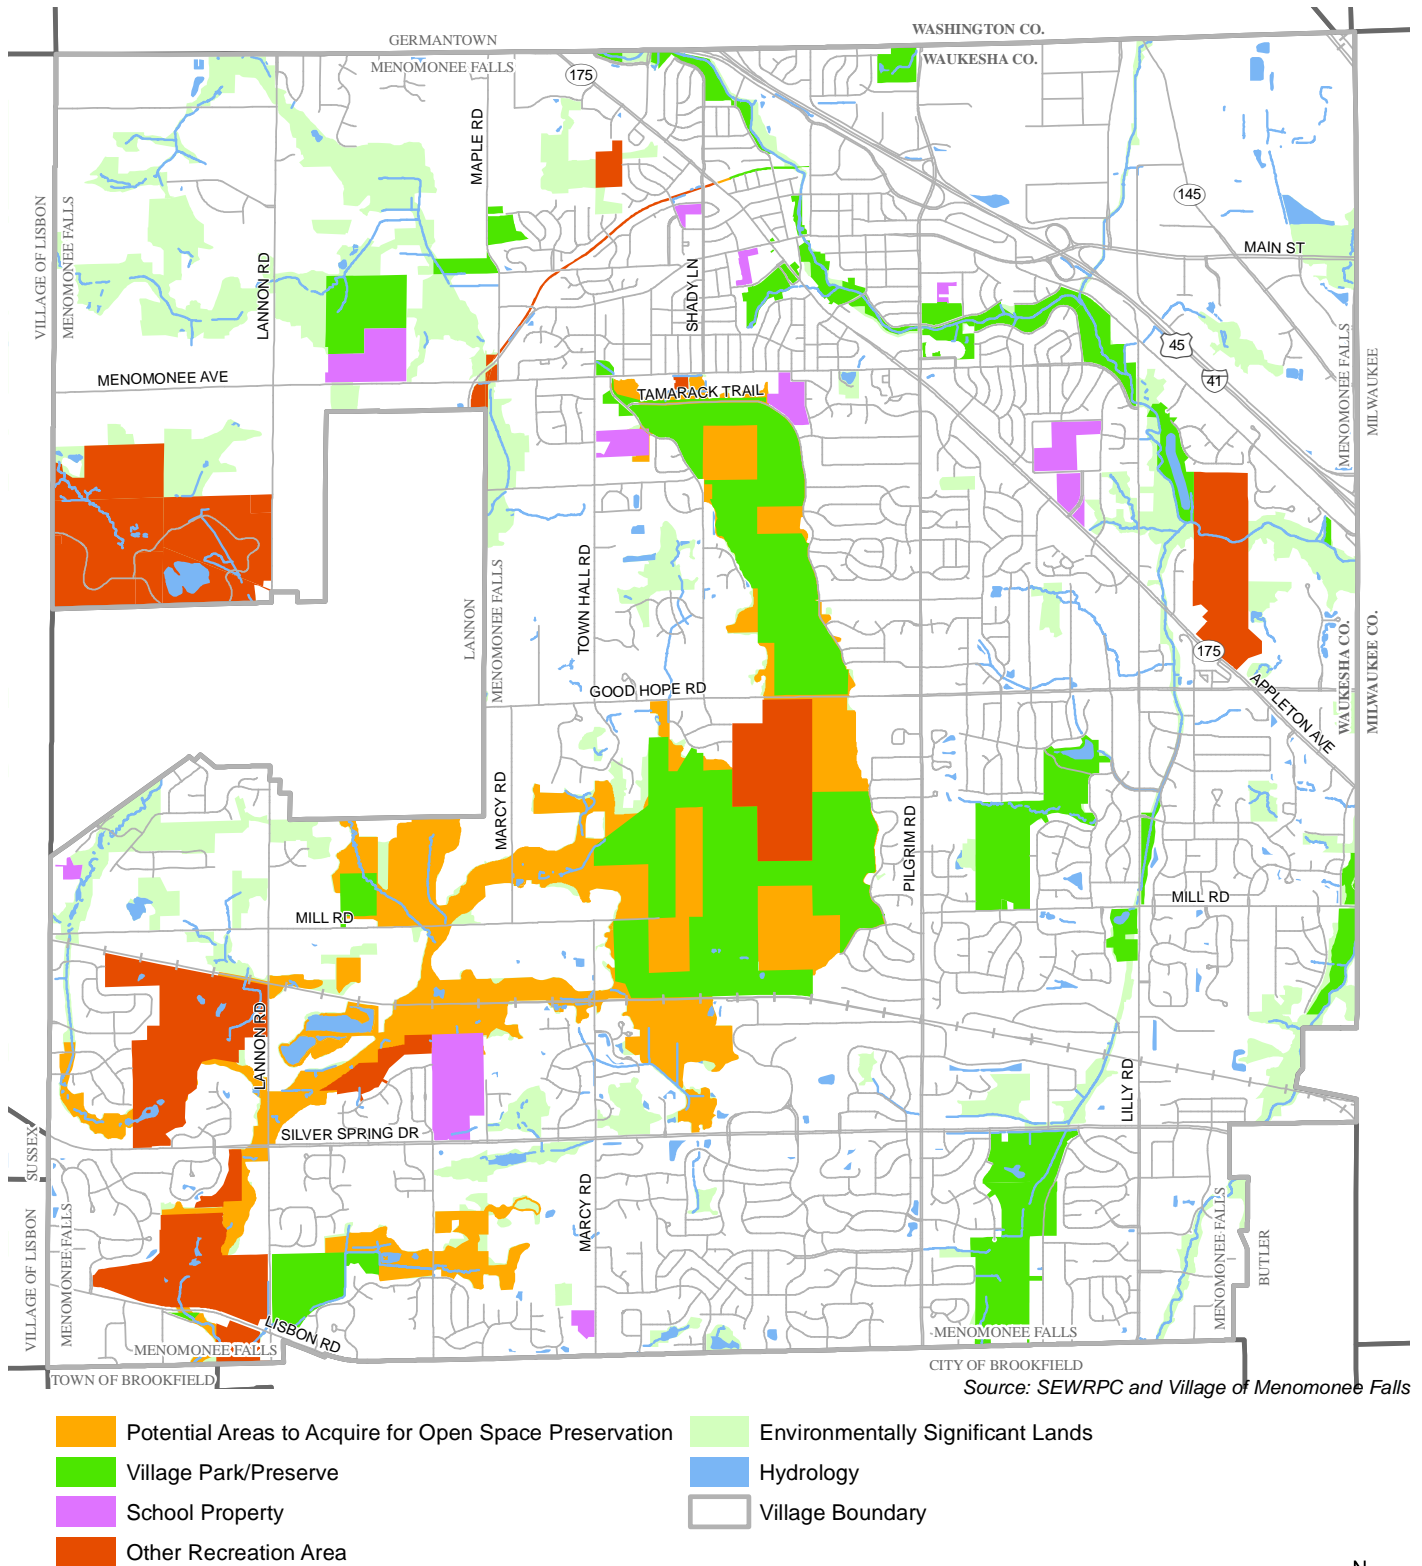 WASHINGTON CO.
GERMANTOWN
WAUKESHA CO.
MENOMONEE FALLS
175
MAPLE RD
145
VILLAGE OF LISBON
MENOMONEE FALLS
LANNON RD
MAIN ST
SHADY LN
45
41
MENOMONEE FALLS
MILWAUKEE
MENOMONEE AVE
TAMARACK TRAIL
TOWN HALL RD
LANNON
MENOMONEE FALLS
175
WAUKESHA CO.
MILWAUKEE CO.
GOOD HOPE RD
APPLETON AVE
MARCY RD
PILGRIM RD
MILL RD
MILL RD
LANNON RD
LILLY RD
SILVER SPRING DR
SUSSEX
MARCY RD
VILLAGE OF LISBON
MENOMONEE FALLS
MENOMONEE FALLS
BUTLER
LISBON RD
MENOMONEE FALLS
MENOMONEE FALLS
CITY OF BROOKFIELD
TOWN OF BROOKFIELD
Source: SEWRPC and Village of Menomonee Falls
Potential Areas to Acquire for Open Space Preservation
Environmentally Significant Lands
Village Park/Preserve
Hydrology
School Property
Village Boundary
Other Recreation Area
N